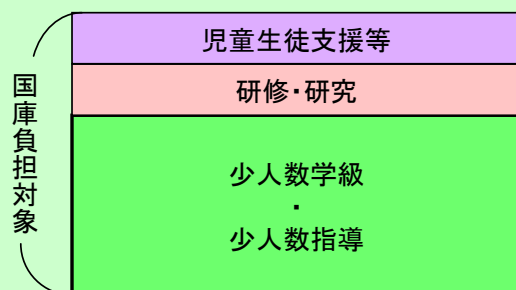 児童生徒支援等
研修・研究
国庫負担対象
少人数学級
・
少人数指導